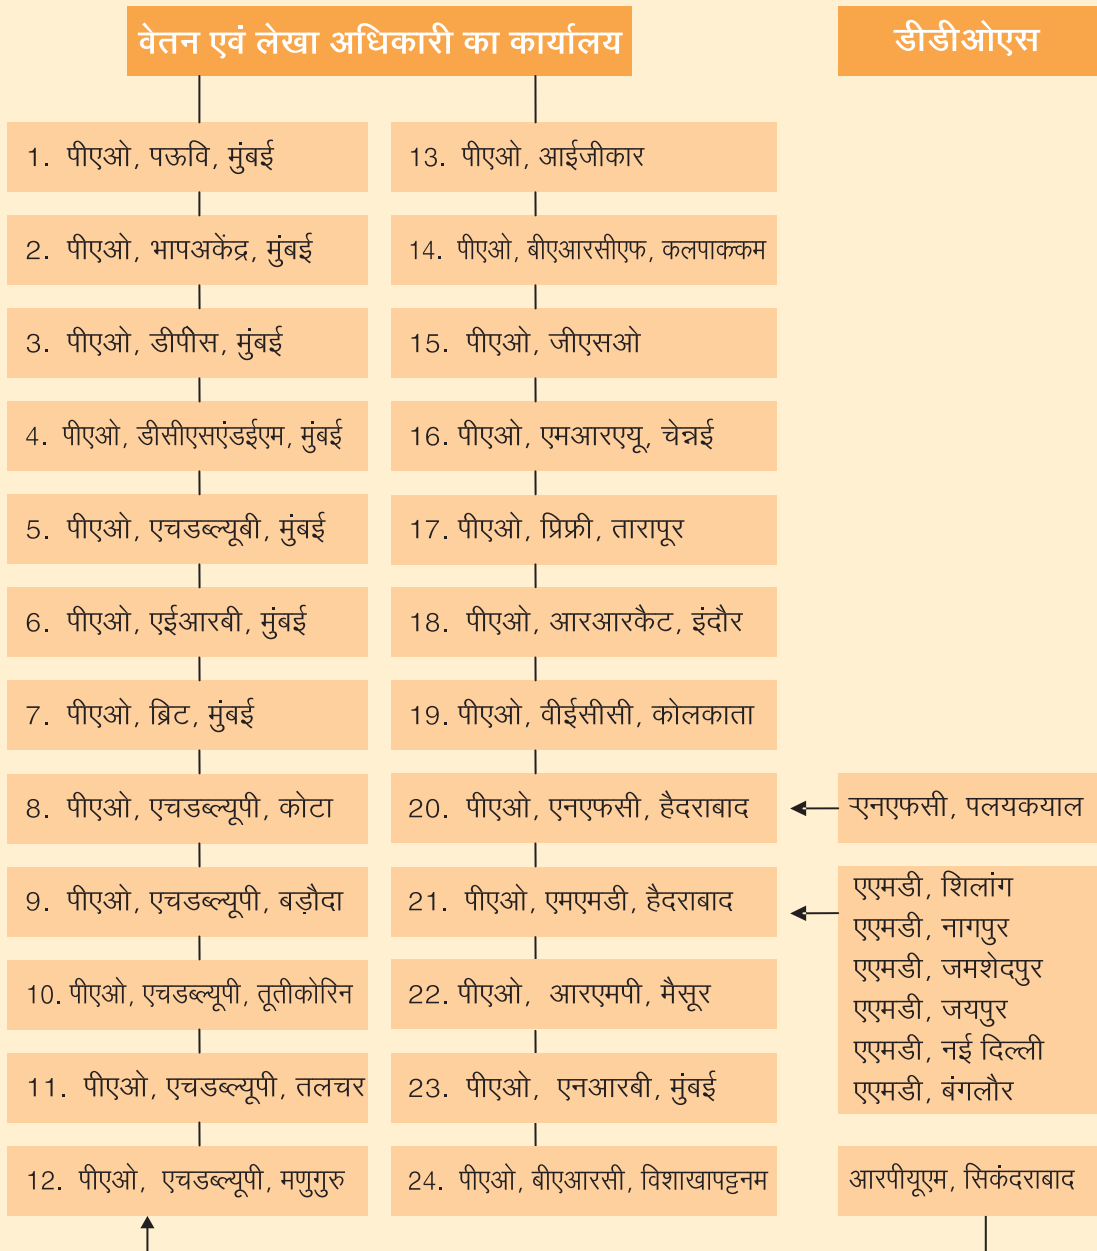 वेतन एवं लेखा अधिकारी का कार्यालय
डीडीओएस
1. पीएओ, पऊवि, मुंबई
2. पीएओ, भापअकेंद्र, मुंबई
3. पीएओ, डीपीस, मुंबई
4. पीएओ, डीसीएसएंडईएम, मुंबई
5. पीएओ, एचडब्ल्यूबी, मुंबई
6. पीएओ, एईआरबी, मुंबई
7. पीएओ, ब्रिट, मुंबई
8. पीएओ, एचडब्ल्यूपी, कोटा
9. पीएओ, एचडब्ल्यूपी, बड़ौदा
10. पीएओ, एचडब्ल्यूपी, तूतीकोरिन
11. पीएओ, एचडब्ल्यूपी, तलचर
12. पीएओ, एचडब्ल्यूपी, मणुगुरु
13. पीएओ, आईजीकार
14. पीएओ, बीएआरसीएफ, कलपाक्कम
15. पीएओ, जीएसओ
16. पीएओ, एमआरएयू, चेन्नई
17. पीएओ, प्रिफ्री, तारापूर
18. पीएओ, आरआरकैट, इंदौर
19. पीएओ, वीईसीसी, कोलकाता
20. पीएओ, एनएफसी, हैदराबाद
21. पीएओ, एमएमडी, हैदराबाद
22. पीएओ, आरएमपी, मैसूर
23. पीएओ, एनआरबी, मुंबई
24. पीएओ, बीएआरसी, विशाखापट्टनम
एनएफसी, पलयकयाल
एएमडी, शिलांग
एएमडी, नागपुर
एएमडी, जमशेदपुर
एएमडी, जयपुर
एएमडी, नई दिल्ली
एएमडी, बंगलौर
आरपीयूएम, सिकंदराबाद